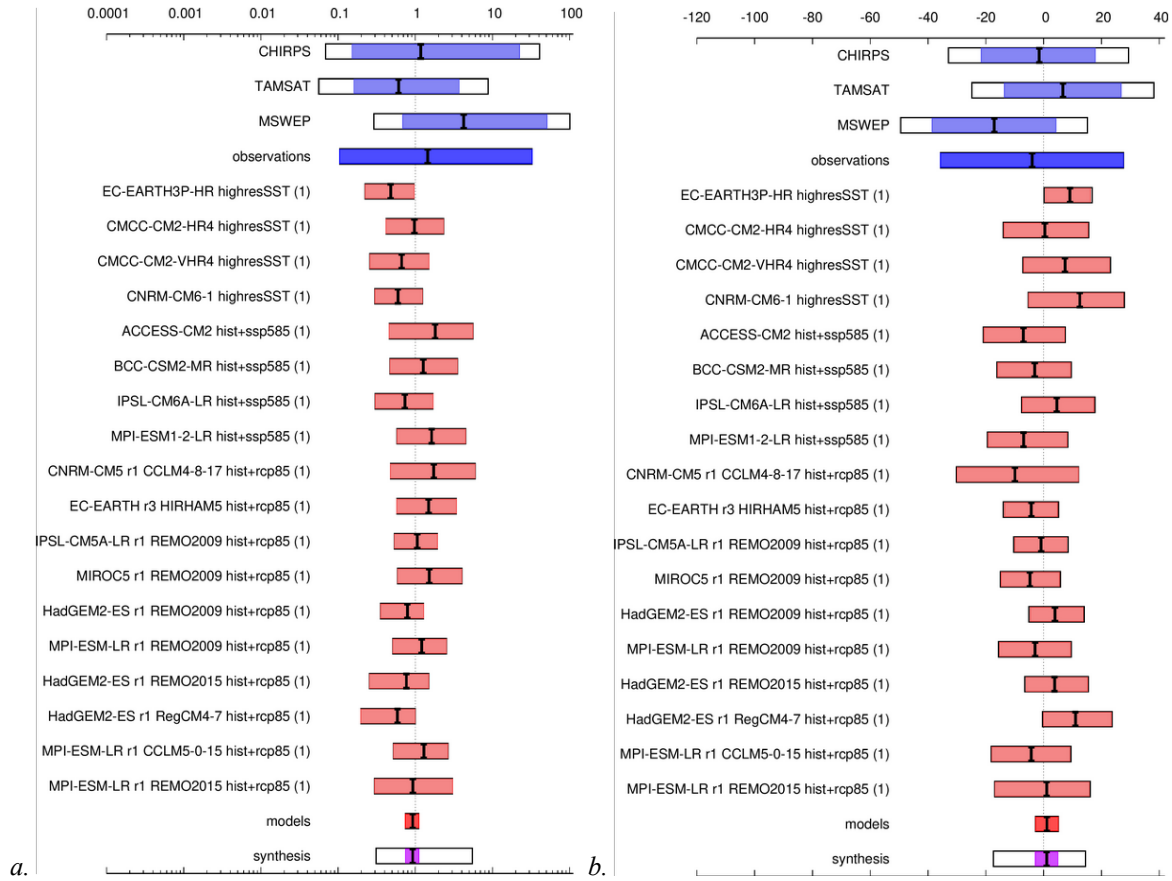 0.0001 0.001 0.01 0.1 1 10 100
CHIRPS
TAMSAT
MSWEP
observations
EC-EARTH3P-HR highresSST (1)
CMCC-CM2-HR4 highresSST (1)
CMCC-CM2-VHR4 highresSST (1)
CNRM-CM6-1 highresSST (1)
ACCESS-CM2 hist+ssp585 (1)
BCC-CSM2-MR hist+ssp585 (1)
IPSL-CM6A-LR hist+ssp585 (1)
MPI-ESM1-2-LR hist+ssp585 (1)
CNRM-CM5 r1 CCLM4-8-17 hist+rcp85 (1)
EC-EARTH r3 HIRHAM5 hist+rcp85 (1)
IPSL-CM5A-LR r1 REMO2009 hist+rcp85 (1)
MIROC5 r1 REMO2009 hist+rcp85 (1)
HadGEM2-ES r1 REMO2009 hist+rcp85 (1)
MPI-ESM-LR r1 REMO2009 hist+rcp85 (1)
HadGEM2-ES r1 REMO2015 hist+rcp85 (1)
HadGEM2-ES r1 RegCM4-7 hist+rcp85 (1)
MPI-ESM-LR r1 CCLM5-0-15 hist+rcp85 (1)
MPI-ESM-LR r1 REMO2015 hist+rcp85 (1)
models
synthesis
a.
-120 -100 -80 -60 -40 -20 0 20 40
CHIRPS
TAMSAT
MSWEP
observations
EC-EARTH3P-HR highresSST (1)
CMCC-CM2-HR4 highresSST (1)
CMCC-CM2-VHR4 highresSST (1)
CNRM-CM6-1 highresSST (1)
ACCESS-CM2 hist+ssp585 (1)
BCC-CSM2-MR hist+ssp585 (1)
IPSL-CM6A-LR hist+ssp585 (1)
MPI-ESM1-2-LR hist+ssp585 (1)
CNRM-CM5 r1 CCLM4-8-17 hist+rcp85 (1)
EC-EARTH r3 HIRHAM5 hist+rcp85 (1)
IPSL-CM5A-LR r1 REMO2009 hist+rcp85 (1)
MIROC5 r1 REMO2009 hist+rcp85 (1)
HadGEM2-ES r1 REMO2009 hist+rcp85 (1)
MPI-ESM-LR r1 REMO2009 hist+rcp85 (1)
HadGEM2-ES r1 REMO2015 hist+rcp85 (1)
HadGEM2-ES r1 RegCM4-7 hist+rcp85 (1)
MPI-ESM-LR r1 CCLM5-0-15 hist+rcp85 (1)
MPI-ESM-LR r1 REMO2015 hist+rcp85 (1)
models
synthesis
b.